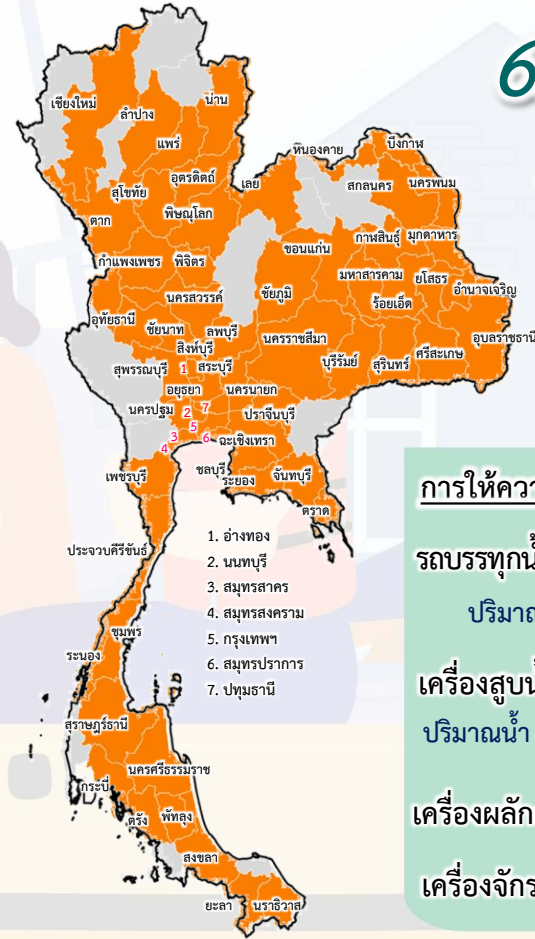 6
เชียงใหม่
น่าน
ลำปาง
แพร่
หนองคาย
บึงกาฬ
อุตรดิตถ์
เลย
สกลนคร
นครพนม
สุโขทัย
ตาก
พิษณุโลก
กาฬสินธุ์
มุกดาหาร
ขอนแก่น
กำแพงเพชร
พิจิตร
มหาสารคาม
ยโสธร
ชัยภูมิ
ร้อยเอ็ด
อำนาจเจริญ
นครสวรรค์
อุทัยธานี
ชัยนาท
ลพบุรี
นครราชสีมา
อุบลราชธานี
สิงห์บุรี
บุรีรัมย์
สุรินทร์
ศรีสะเกษ
สุพรรณบุรี
1
สระบุรี
อยุธยา
นครนายก
นครปฐม
2
7
ปราจีนบุรี
5
3
6
ฉะเชิงเทรา
4
เพชรบุรี
ชลบุรี
ระยอง
จันทบุรี
ตราด
ประจวบคีรีขันธ์
1. อ่างทอง
2. นนทบุรี
3. สมุทรสาคร
4. สมุทรสงคราม
5. กรุงเทพฯ
6. สมุทรปราการ
7. ปทุมธานี
ชุมพร
ระนอง
สุราษฎร์ธานี
นครศรีธรรมราช
กระบี่
ตรัง
พัทลุง
สงขลา
ยะลา
นราธิวาส
การให้ควา
รถบรรทุกน้
ปริมาณ
เครื่องสูบน้
ปริมาณน้ำ
เครื่องผลัก
เครื่องจักร